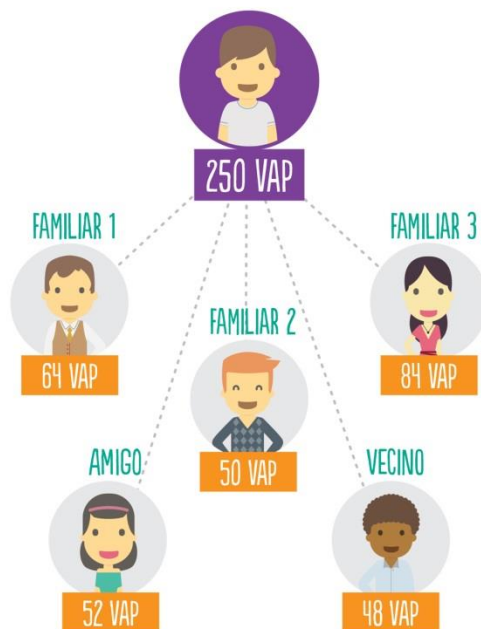 250 VAP
FAMILIAR 1
64 VAP
FAMILIAR 3
84 VAP
FAMILIAR 2
50 VAP
AMIGO
52 VAP
VECINO
48 VAP